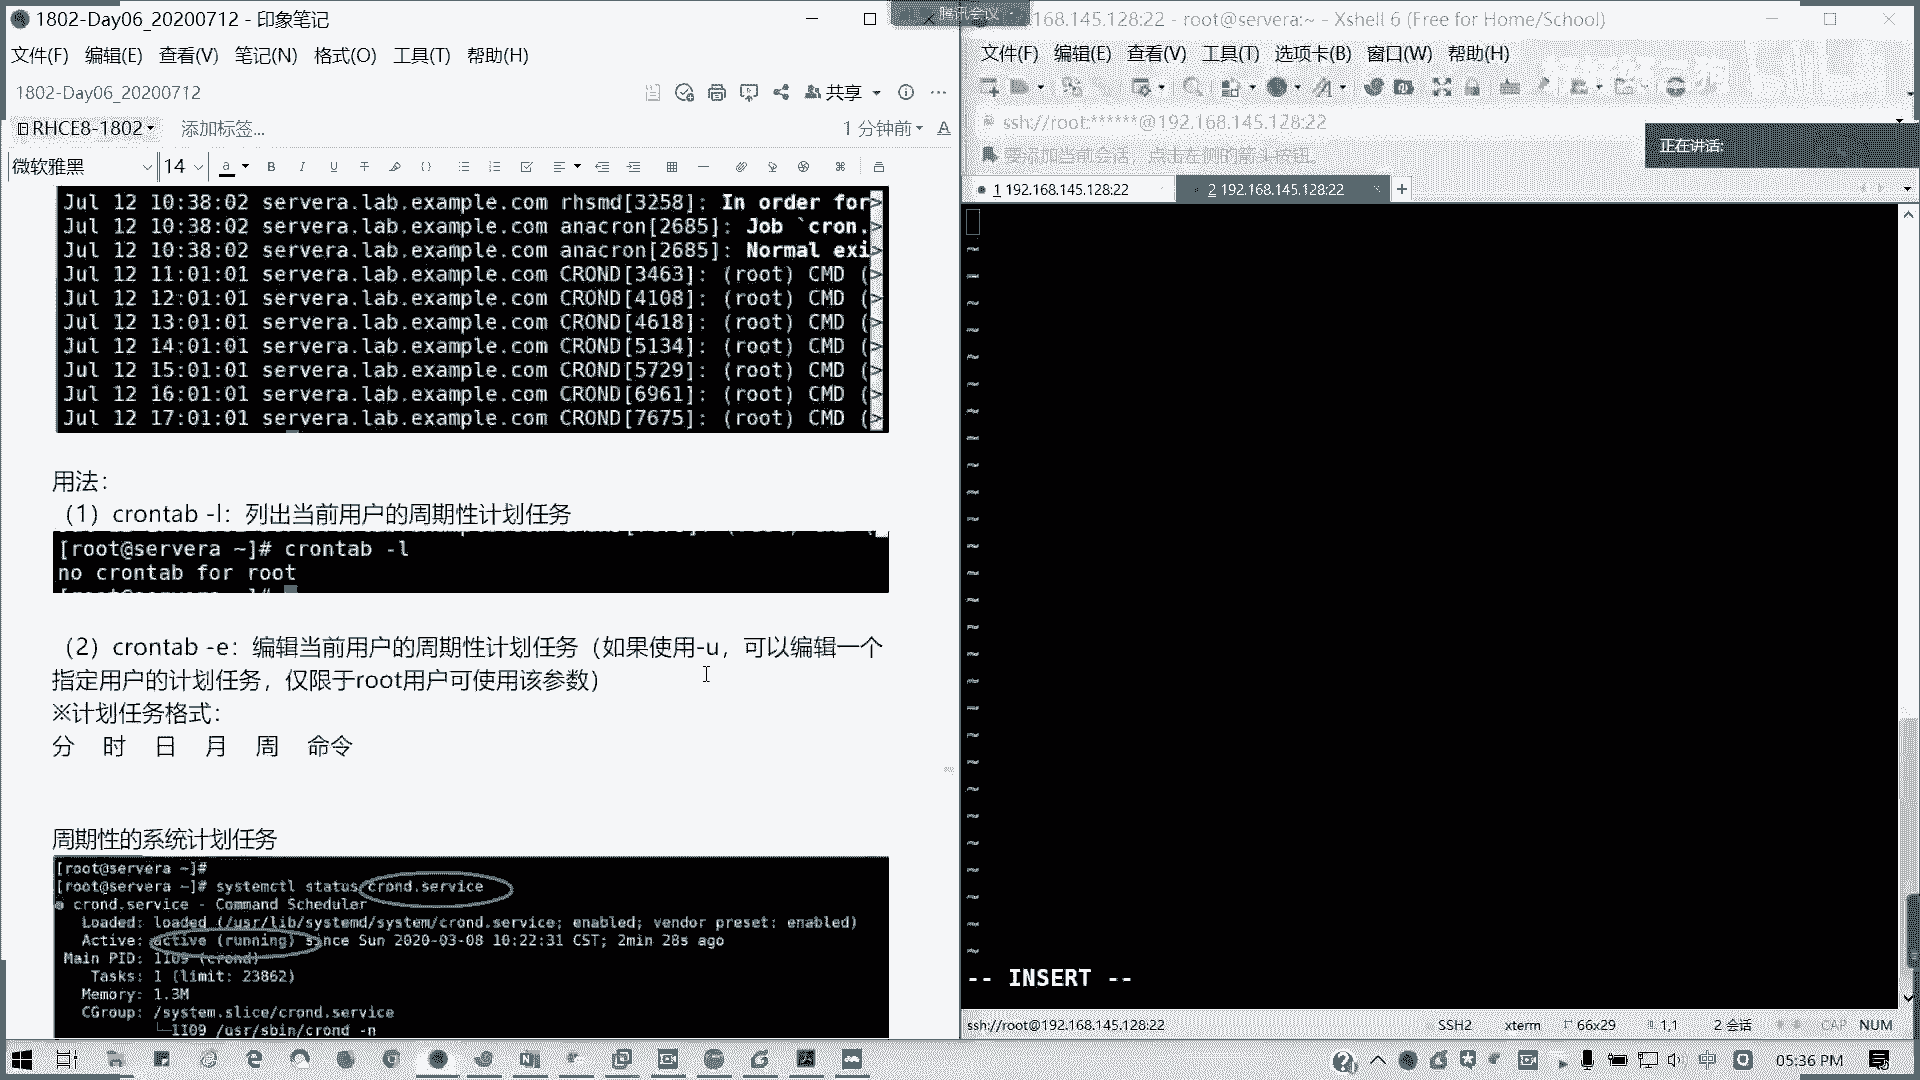 1802-Day06_20200712 - 印象笔记
文件(F) 编辑(E) 查看(V) 笔记(N) 格式(O) 工具(T) 帮助(H)
1802-Day06_20200712
共享
RHCE8-1802
添加标签...
1 分钟前
微软雅黑 14
Jul 12 10:38:02 servera.lab.example.com rhsmd[3258]: In order for>
Jul 12 10:38:02 servera.lab.example.com anacron[2685]: Job `cron.>
Jul 12 10:38:02 servera.lab.example.com anacron[2685]: Normal exi>
Jul 12 11:01:01 servera.lab.example.com CROND[3463]: (root) CMD (>
Jul 12 12:01:01 servera.lab.example.com CROND[4108]: (root) CMD (>
Jul 12 13:01:01 servera.lab.example.com CROND[4618]: (root) CMD (>
Jul 12 14:01:01 servera.lab.example.com CROND[5134]: (root) CMD (>
Jul 12 15:01:01 servera.lab.example.com CROND[5729]: (root) CMD (>
Jul 12 16:01:01 servera.lab.example.com CROND[6961]: (root) CMD (>
Jul 12 17:01:01 servera.lab.example.com CROND[7675]: (root) CMD (>
用法：
（1）crontab -l：列出当前用户的周期性计划任务
[root@servera ~]# crontab -l
no crontab for root
（2）crontab -e：编辑当前用户的周期性计划任务（如果使用-u，可以编辑一个
指定用户的计划任务，仅限于root用户可使用该参数）
※计划任务格式：
分 时 日 月 周 命令
周期性的系统计划任务
[root@servera ~]#
[root@servera ~]# systemctl status crond.service
● crond.service - Command Scheduler
Loaded: loaded (/usr/lib/systemd/system/crond.service; enabled; vendor preset: enabled)
Active: active (running) since Sun 2020-03-08 10:22:31 CST; 2min 28s ago
Main PID: 1109 (crond)
Tasks: 1 (limit: 23862)
Memory: 1.3M
CGroup: /system.slice/crond.service
└─1109 /usr/sbin/crond -n
腾讯会议
168.145.128:22 - root@servera:~ - Xshell 6 (Free for Home/School)
文件(F) 编辑(E) 查看(V) 工具(T) 选项卡(B) 窗口(W) 帮助(H)
ssh://root:******@192.168.145.128:22
要添加当前会话，点击左侧的箭头按钮。
正在讲话:
1 192.168.145.128:22
2 192.168.145.128:22
-- INSERT --
ssh://root@192.168.145.128:22
SSH2 xterm 66x29 1,1 2 会话 CAP NUM
中
05:36 PM